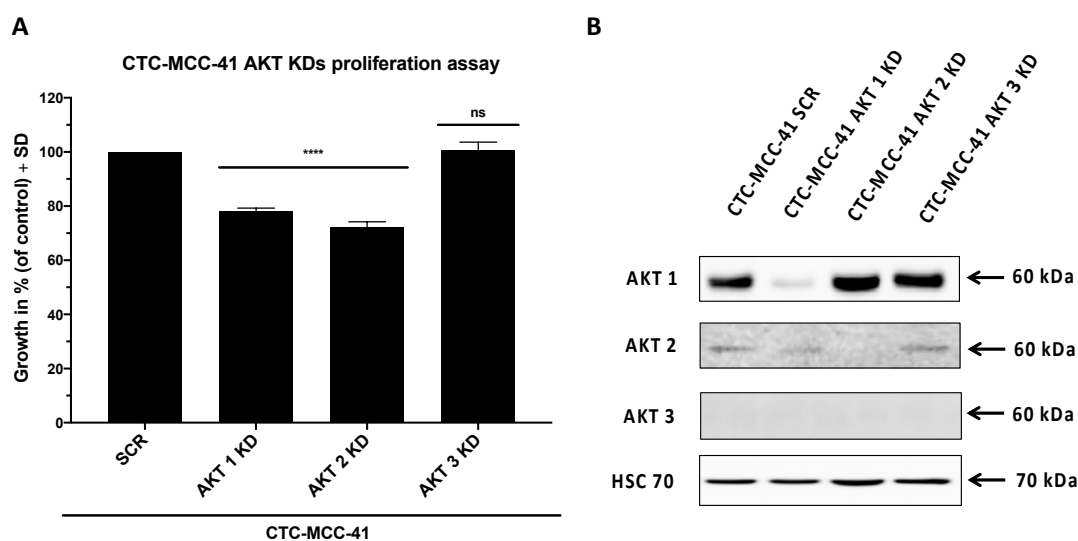 A
CTC-MCC-41 AKT KDs proliferation assay
Growth in % (of control) + SD
120
100
80
60
40
20
0
****
ns
SCR
AKT 1 KD
AKT 2 KD
AKT 3 KD
CTC-MCC-41
B
CTC-MCC-41 SCR
CTC-MCC-41 AKT 1 KD
CTC-MCC-41 AKT 2 KD
CTC-MCC-41 AKT 3 KD
AKT 1 60 kDa
AKT 2 60 kDa
AKT 3 60 kDa
HSC 70 70 kDa